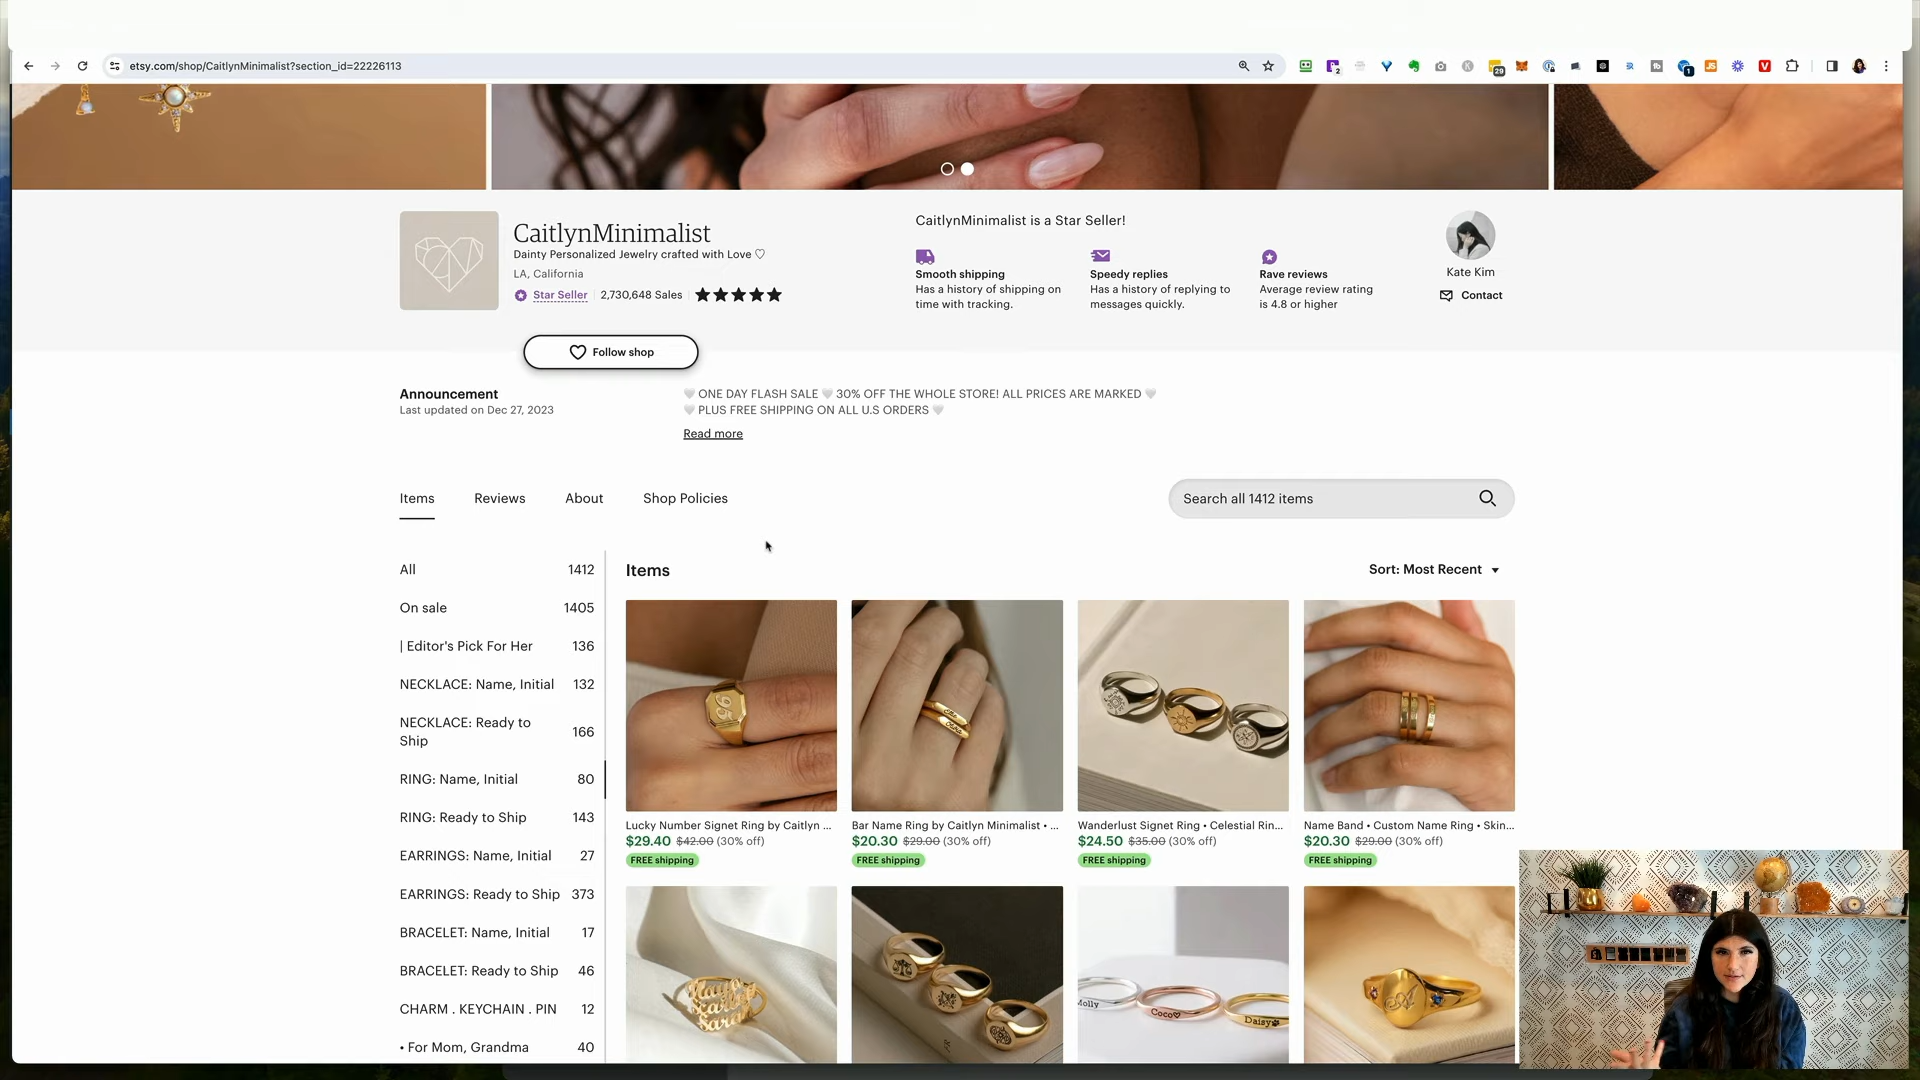 etsy.com/shop/CaitlynMinimalist?section_id=22226113
2
29
1
CaitlynMinimalist
Dainty Personalized Jewelry crafted with Love ♡
LA, California
Star Seller 2,730,648 Sales
Follow shop
CaitlynMinimalist is a Star Seller!
Smooth shipping
Has a history of shipping on
time with tracking.
Speedy replies
Has a history of replying to
messages quickly.
Rave reviews
Average review rating
is 4.8 or higher
Kate Kim
Contact
Announcement
Last updated on Dec 27, 2023
🤍 ONE DAY FLASH SALE 🤍 30% OFF THE WHOLE STORE! ALL PRICES ARE MARKED 🤍
🤍 PLUS FREE SHIPPING ON ALL U.S ORDERS 🤍
Read more
Items Reviews About Shop Policies
Search all 1412 items
All 1412
On sale 1405
| Editor's Pick For Her 136
NECKLACE: Name, Initial 132
NECKLACE: Ready to
Ship 166
RING: Name, Initial 80
RING: Ready to Ship 143
EARRINGS: Name, Initial 27
EARRINGS: Ready to Ship 373
BRACELET: Name, Initial 17
BRACELET: Ready to Ship 46
CHARM . KEYCHAIN . PIN 12
• For Mom, Grandma 40
Items
Sort: Most Recent
Lucky Number Signet Ring by Caitlyn ...
$29.40 $42.00 (30% off)
FREE shipping
Bar Name Ring by Caitlyn Minimalist • ...
$20.30 $29.00 (30% off)
FREE shipping
Wanderlust Signet Ring • Celestial Rin...
$24.50 $35.00 (30% off)
FREE shipping
Name Band • Custom Name Ring • Skin...
$20.30 $29.00 (30% off)
FREE shipping
Molly
Coco♡
Daisy